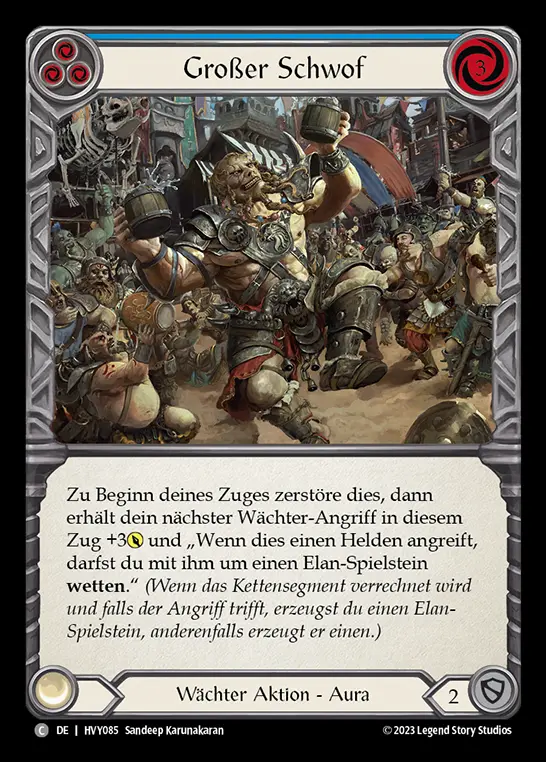 Großer Schwof
3
Zu Beginn deines Zuges zerstöre dies, dann
erhält dein nächster Wächter-Angriff in diesem
Zug +3 und „Wenn dies einen Helden angreift,
darfst du mit ihm um einen Elan-Spielstein
wetten.“ (Wenn das Kettensegment verrechnet wird
und falls der Angriff trifft, erzeugst du einen Elan-
Spielstein, anderenfalls erzeugt er einen.)
Wächter Aktion - Aura
2
C DE | HVY085 Sandeep Karunakaran
© 2023 Legend Story Studios